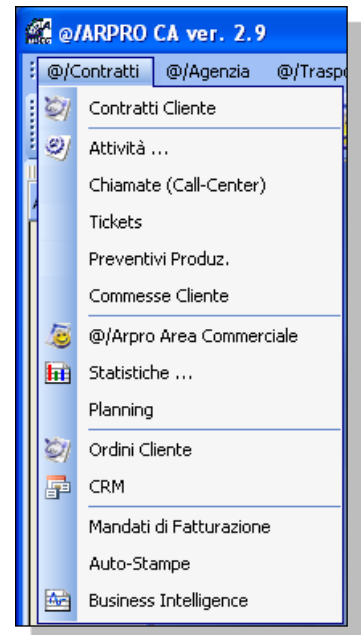 @/ARPRO CA ver. 2.9
@/Contratti @/Agenzia @/Traspo
Contratti Cliente
Attività ...
Chiamate (Call-Center)
Tickets
Preventivi Produz.
Commesse Cliente
@/Arpro Area Commerciale
Statistiche ...
Planning
Ordini Cliente
CRM
Mandati di Fatturazione
Auto-Stampe
Business Intelligence